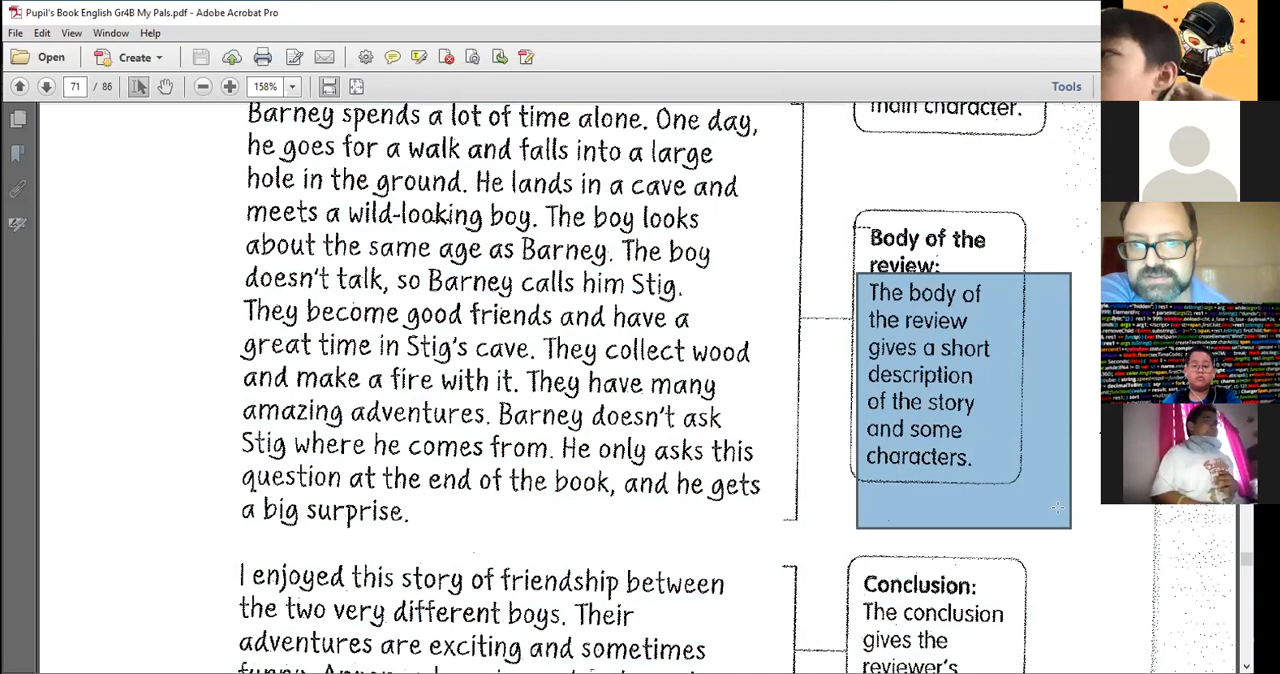 Pupil's Book English Gr4B My Pals.pdf - Adobe Acrobat Pro
File Edit View Window Help
Open Create
71 / 86 158% Tools
Barney spends a lot of time alone. One day,
he goes for a walk and falls into a large
hole in the ground. He lands in a cave and
meets a wild-looking boy. The boy looks
about the same age as Barney. The boy
doesn't talk, so Barney calls him Stig.
They become good friends and have a
great time in Stig's cave. They collect wood
and make a fire with it. They have many
amazing adventures. Barney doesn't ask
Stig where he comes from. He only asks this
question at the end of the book, and he gets
a big surprise.
I enjoyed this story of friendship between
the two very different boys. Their
adventures are exciting and sometimes
main character.
Body of the
review:
The body of
the review
gives a short
description
of the story
and some
characters.
Conclusion:
The conclusion
gives the
reviewer's